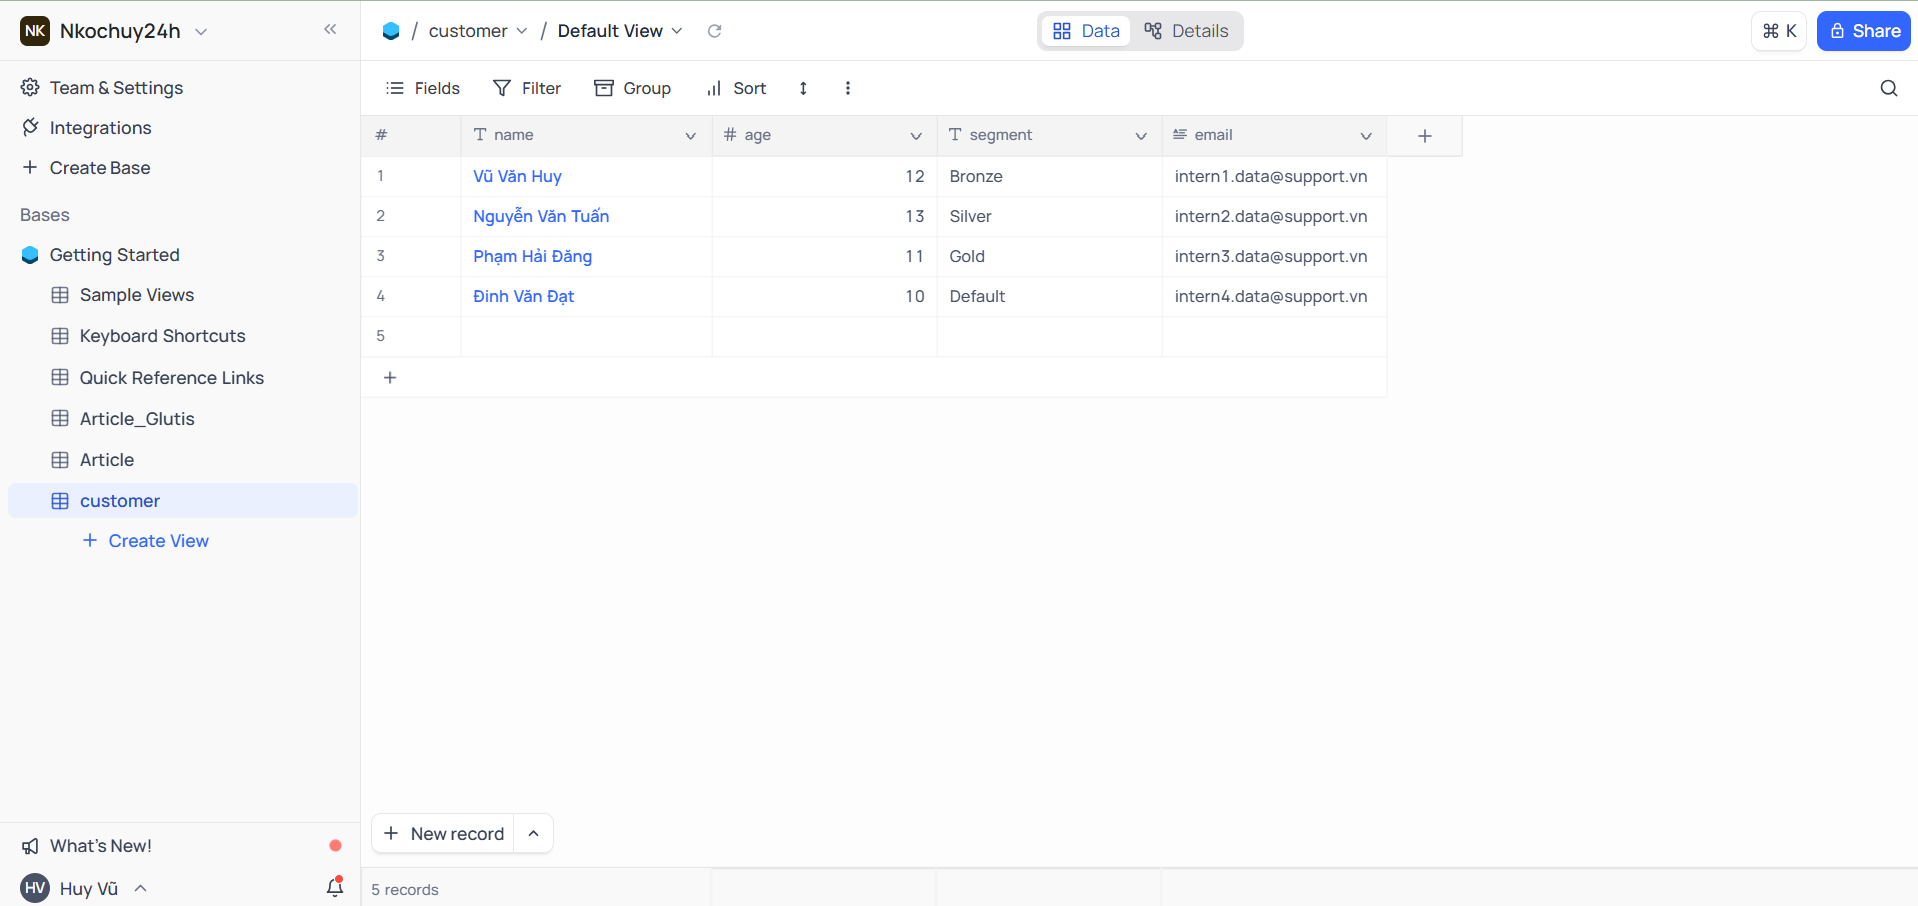 NK Nkochuy24h
Team & Settings
Integrations
Create Base
Bases
Getting Started
Sample Views
Keyboard Shortcuts
Quick Reference Links
Article_Glutis
Article
customer
Create View
What's New!
HV Huy Vũ
/ customer / Default View
Data Details
⌘ K Share
Fields Filter Group Sort
# name # age segment email
1 Vũ Văn Huy 12 Bronze intern1.data@support.vn
2 Nguyễn Văn Tuấn 13 Silver intern2.data@support.vn
3 Phạm Hải Đăng 11 Gold intern3.data@support.vn
4 Đinh Văn Đạt 10 Default intern4.data@support.vn
5
New record
5 records